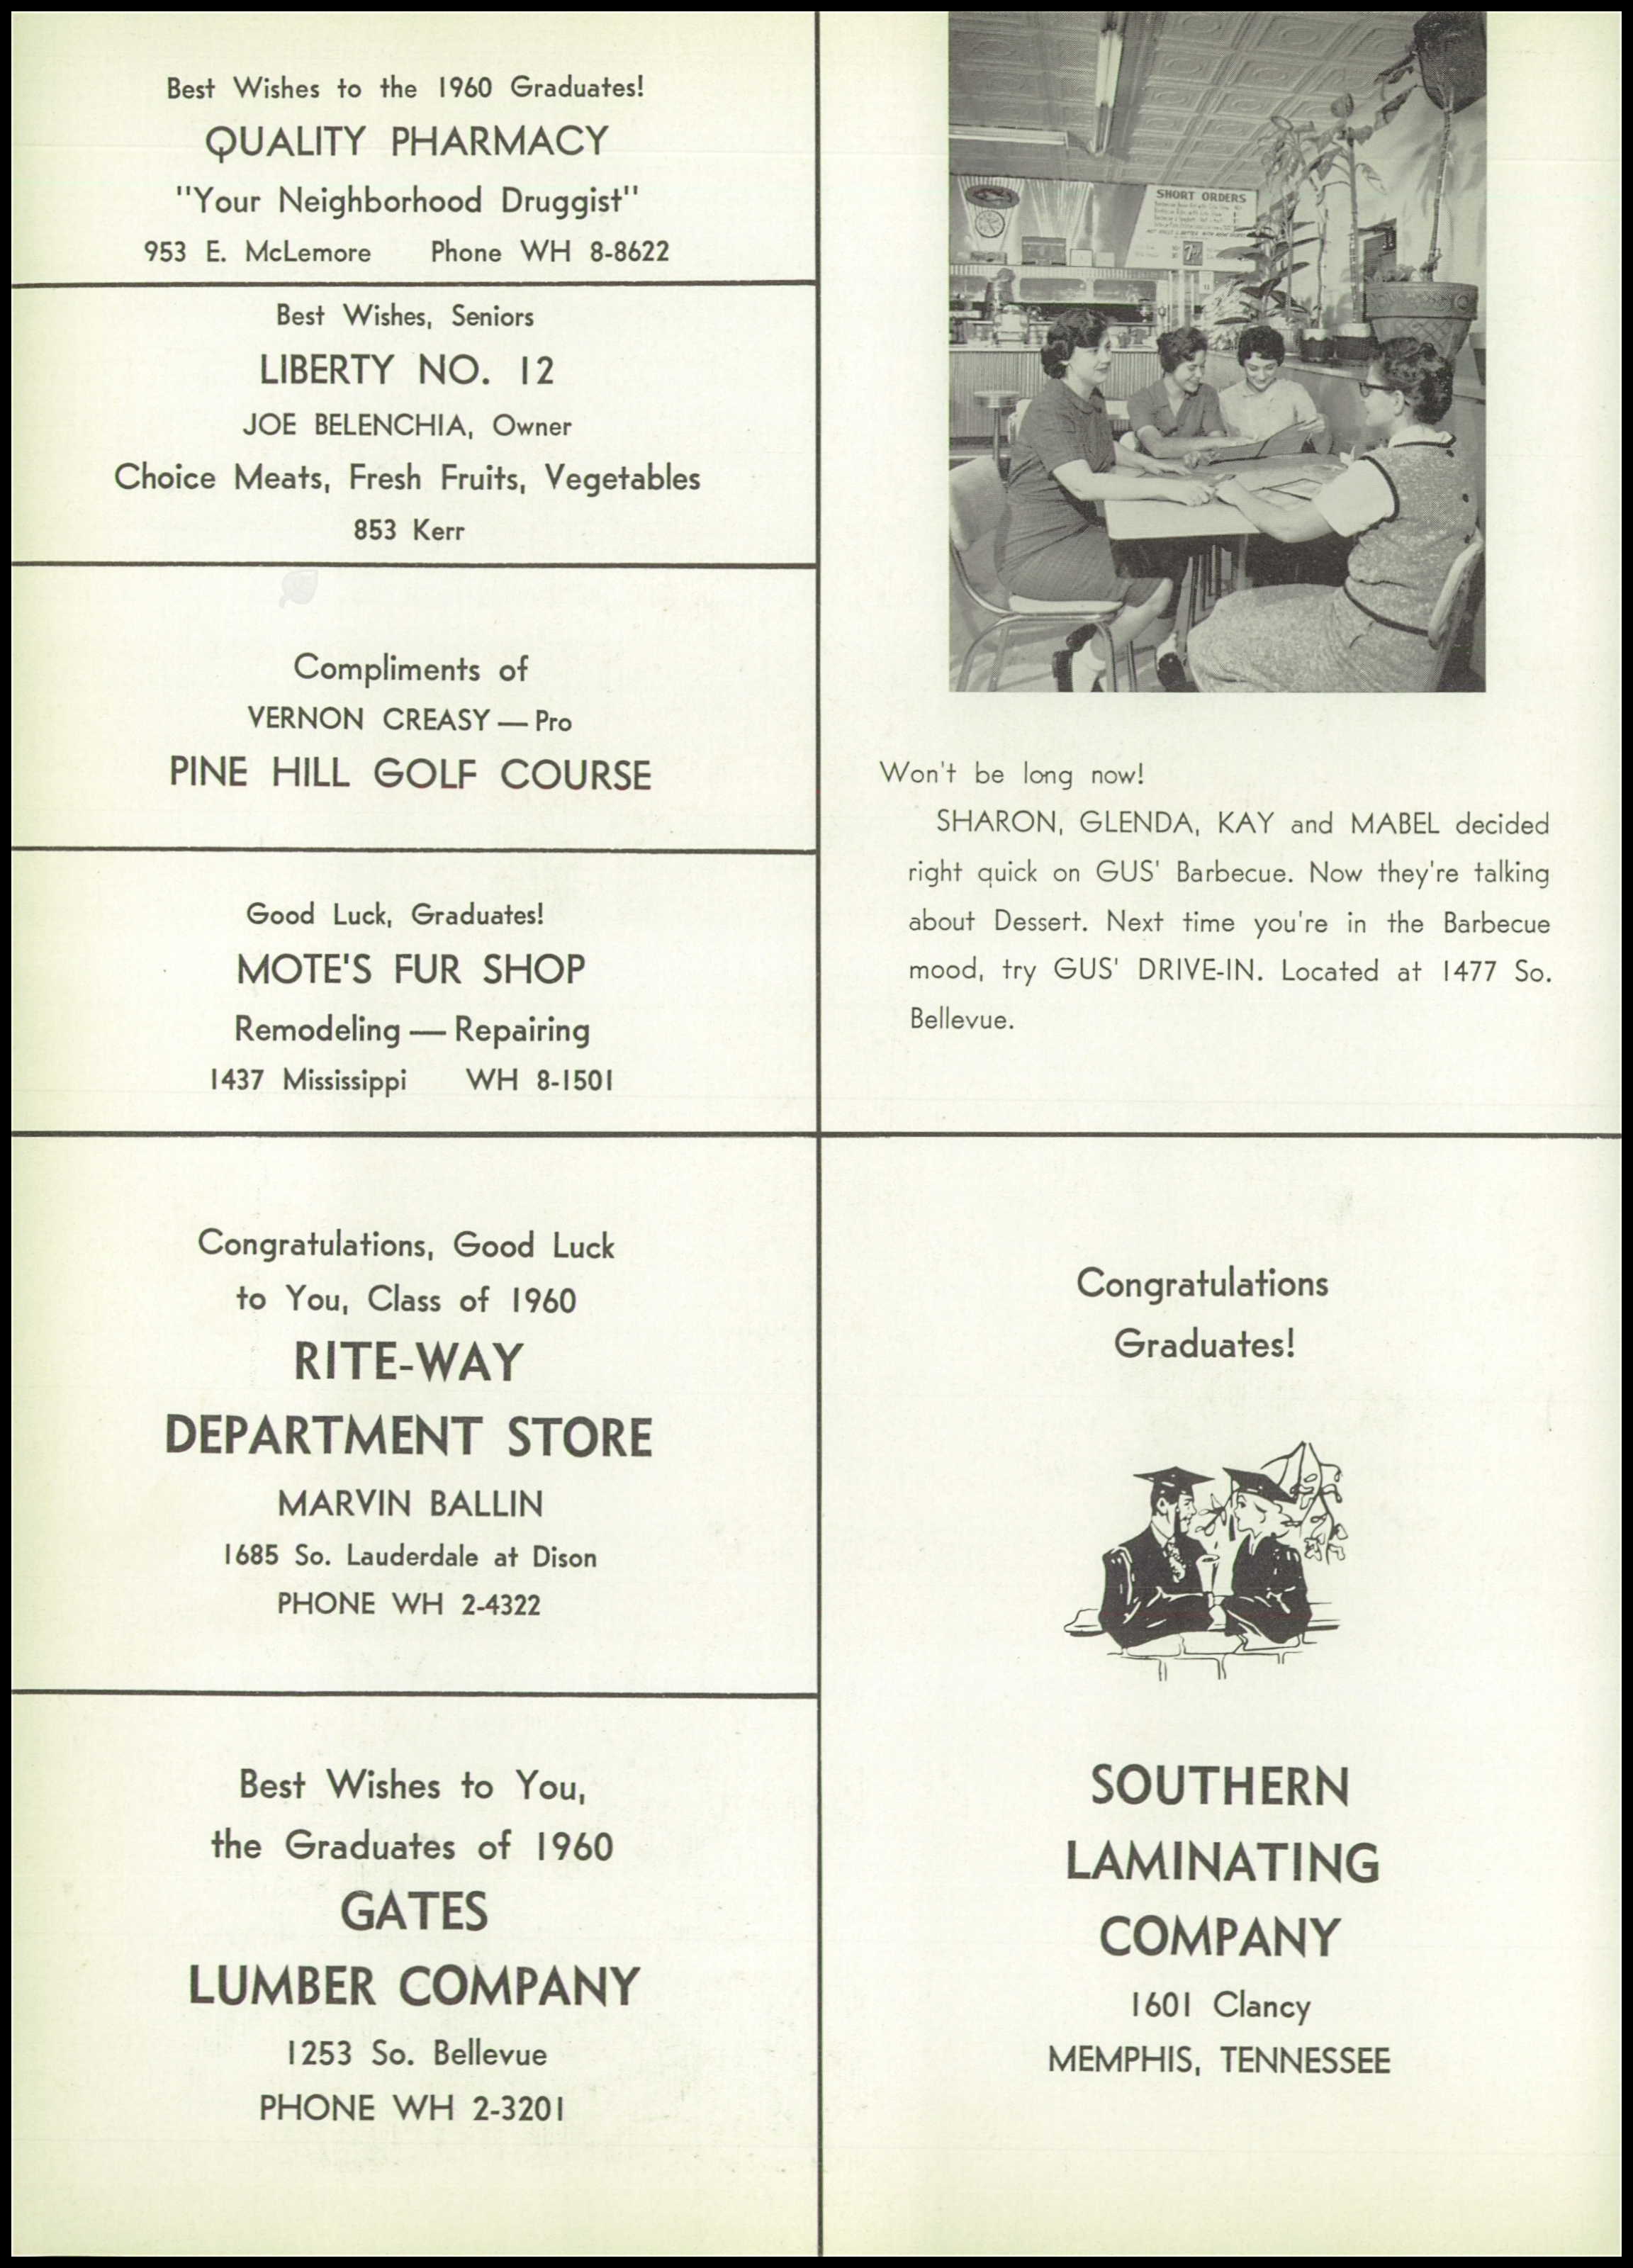 Best Wishes to the 1960 Graduates!
QUALITY PHARMACY
"Your Neighborhood Druggist"
953 E. McLemore Phone WH 8-8622
Best Wishes, Seniors
LIBERTY NO. 12
JOE BELENCHIA, Owner
Choice Meats, Fresh Fruits, Vegetables
853 Kerr
Compliments of
VERNON CREASY — Pro
PINE HILL GOLF COURSE
Good Luck, Graduates!
MOTE'S FUR SHOP
Remodeling — Repairing
1437 Mississippi WH 8-1501
Congratulations, Good Luck
to You, Class of 1960
RITE-WAY
DEPARTMENT STORE
MARVIN BALLIN
1685 So. Lauderdale at Dison
PHONE WH 2-4322
Best Wishes to You,
the Graduates of 1960
GATES
LUMBER COMPANY
1253 So. Bellevue
PHONE WH 2-3201
SHORT ORDERS
Won't be long now!
SHARON, GLENDA, KAY and MABEL decided
right quick on GUS' Barbecue. Now they're talking
about Dessert. Next time you're in the Barbecue
mood, try GUS' DRIVE-IN. Located at 1477 So.
Bellevue.
Congratulations
Graduates!
SOUTHERN
LAMINATING
COMPANY
1601 Clancy
MEMPHIS, TENNESSEE